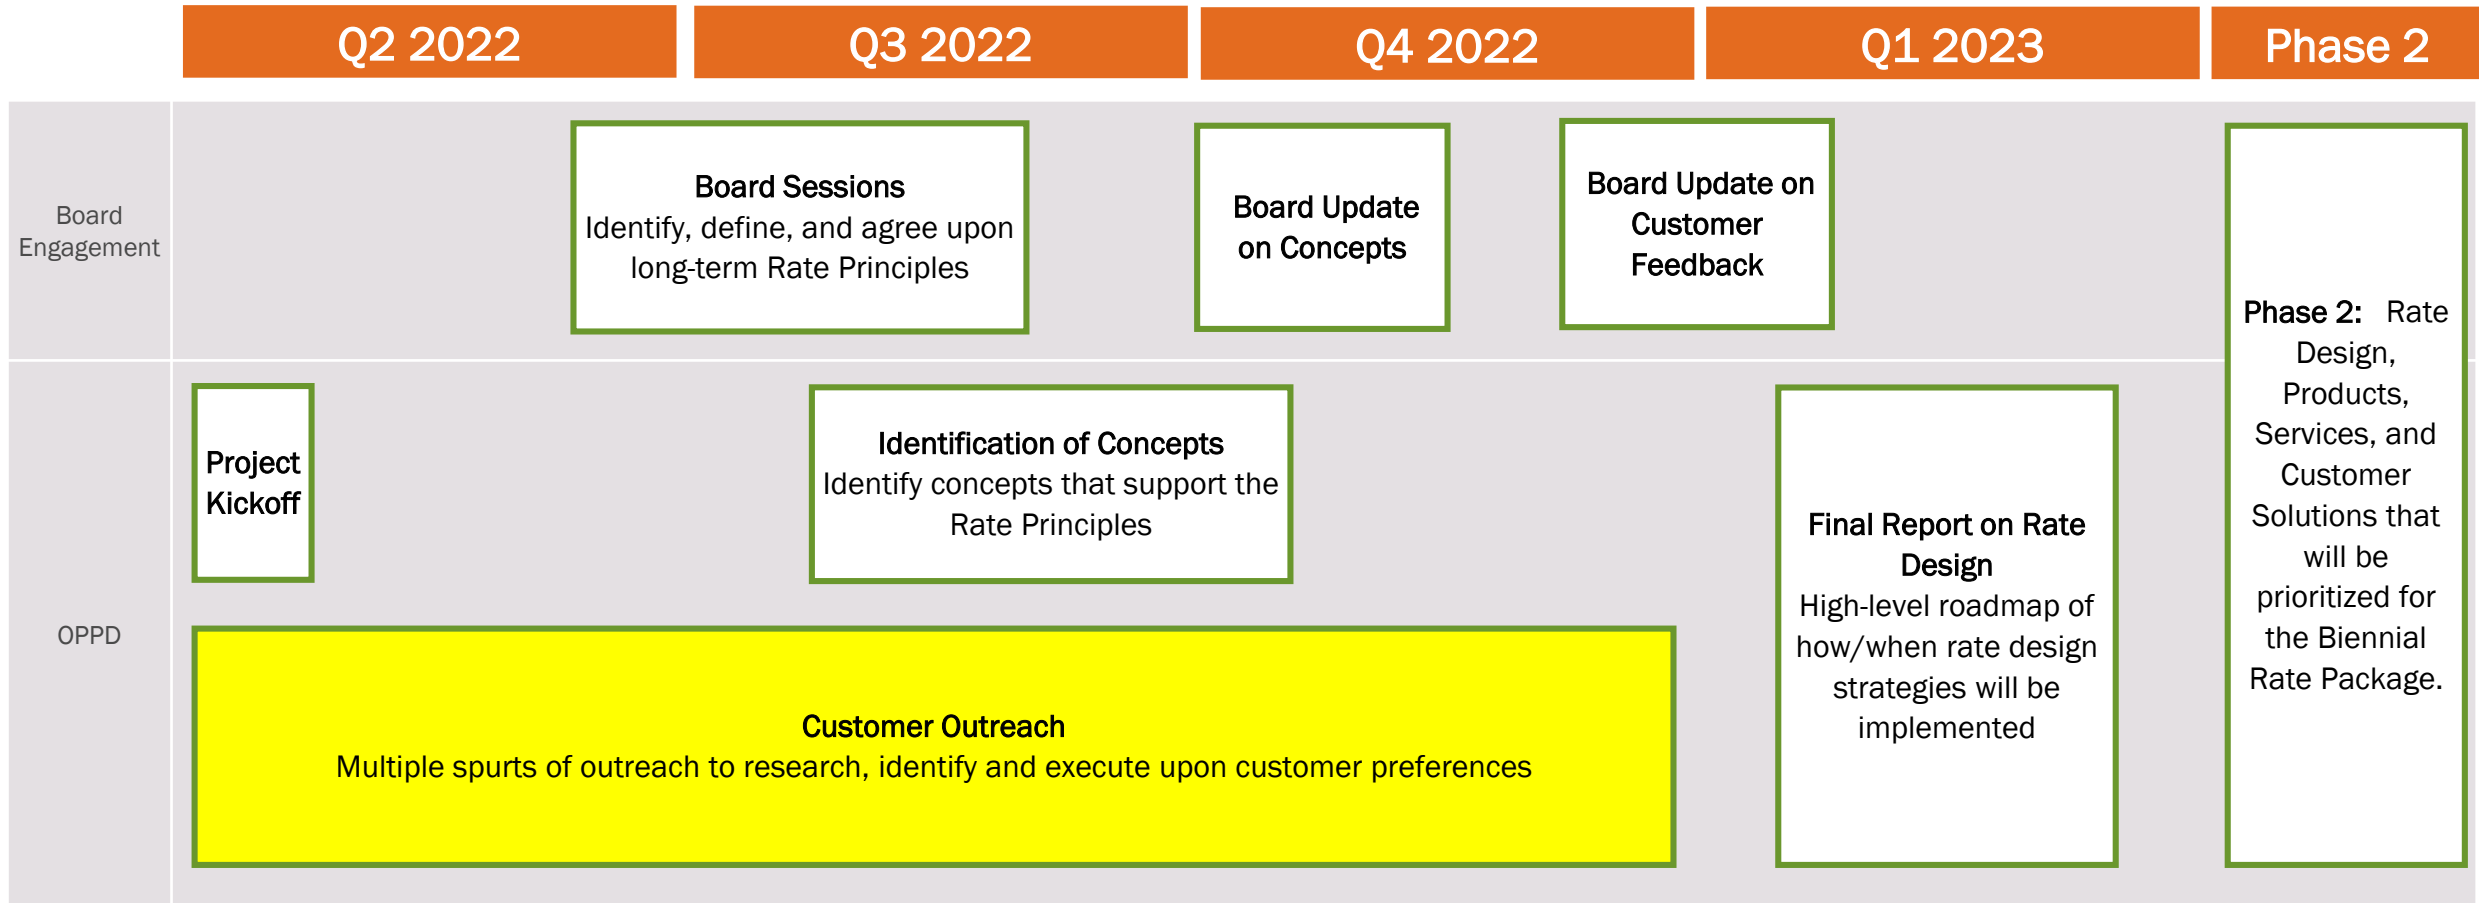 Q2 2022
Q3 2022
Q4 2022
Q1 2023
Phase 2
Board
Engagement
Board Sessions
Identify, define, and agree upon
long-term Rate Principles
Board Update
on Concepts
Board Update on
Customer
Feedback
Phase 2: Rate
Design,
Products,
Services, and
Customer
Solutions that
will be
prioritized for
the Biennial
Rate Package.
OPPD
Project
Kickoff
Identification of Concepts
Identify concepts that support the
Rate Principles
Final Report on Rate
Design
High-level roadmap of
how/when rate design
strategies will be
implemented
Customer Outreach
Multiple spurts of outreach to research, identify and execute upon customer preferences